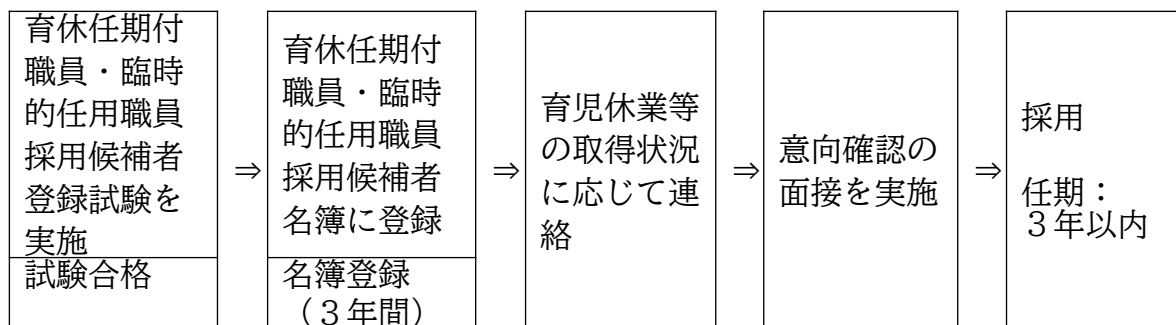 育休任期付
職員・臨時
的任用職員
採用候補者
登録試験を
実施
試験合格
⇒
育休任期付
職員・臨時
的任用職員
採用候補者
名簿に登録
名簿登録
（３年間）
⇒
育児休業等
の取得状況
に応じて連
絡
⇒
意向確認の
面接を実施
⇒
採用
任期：
３年以内